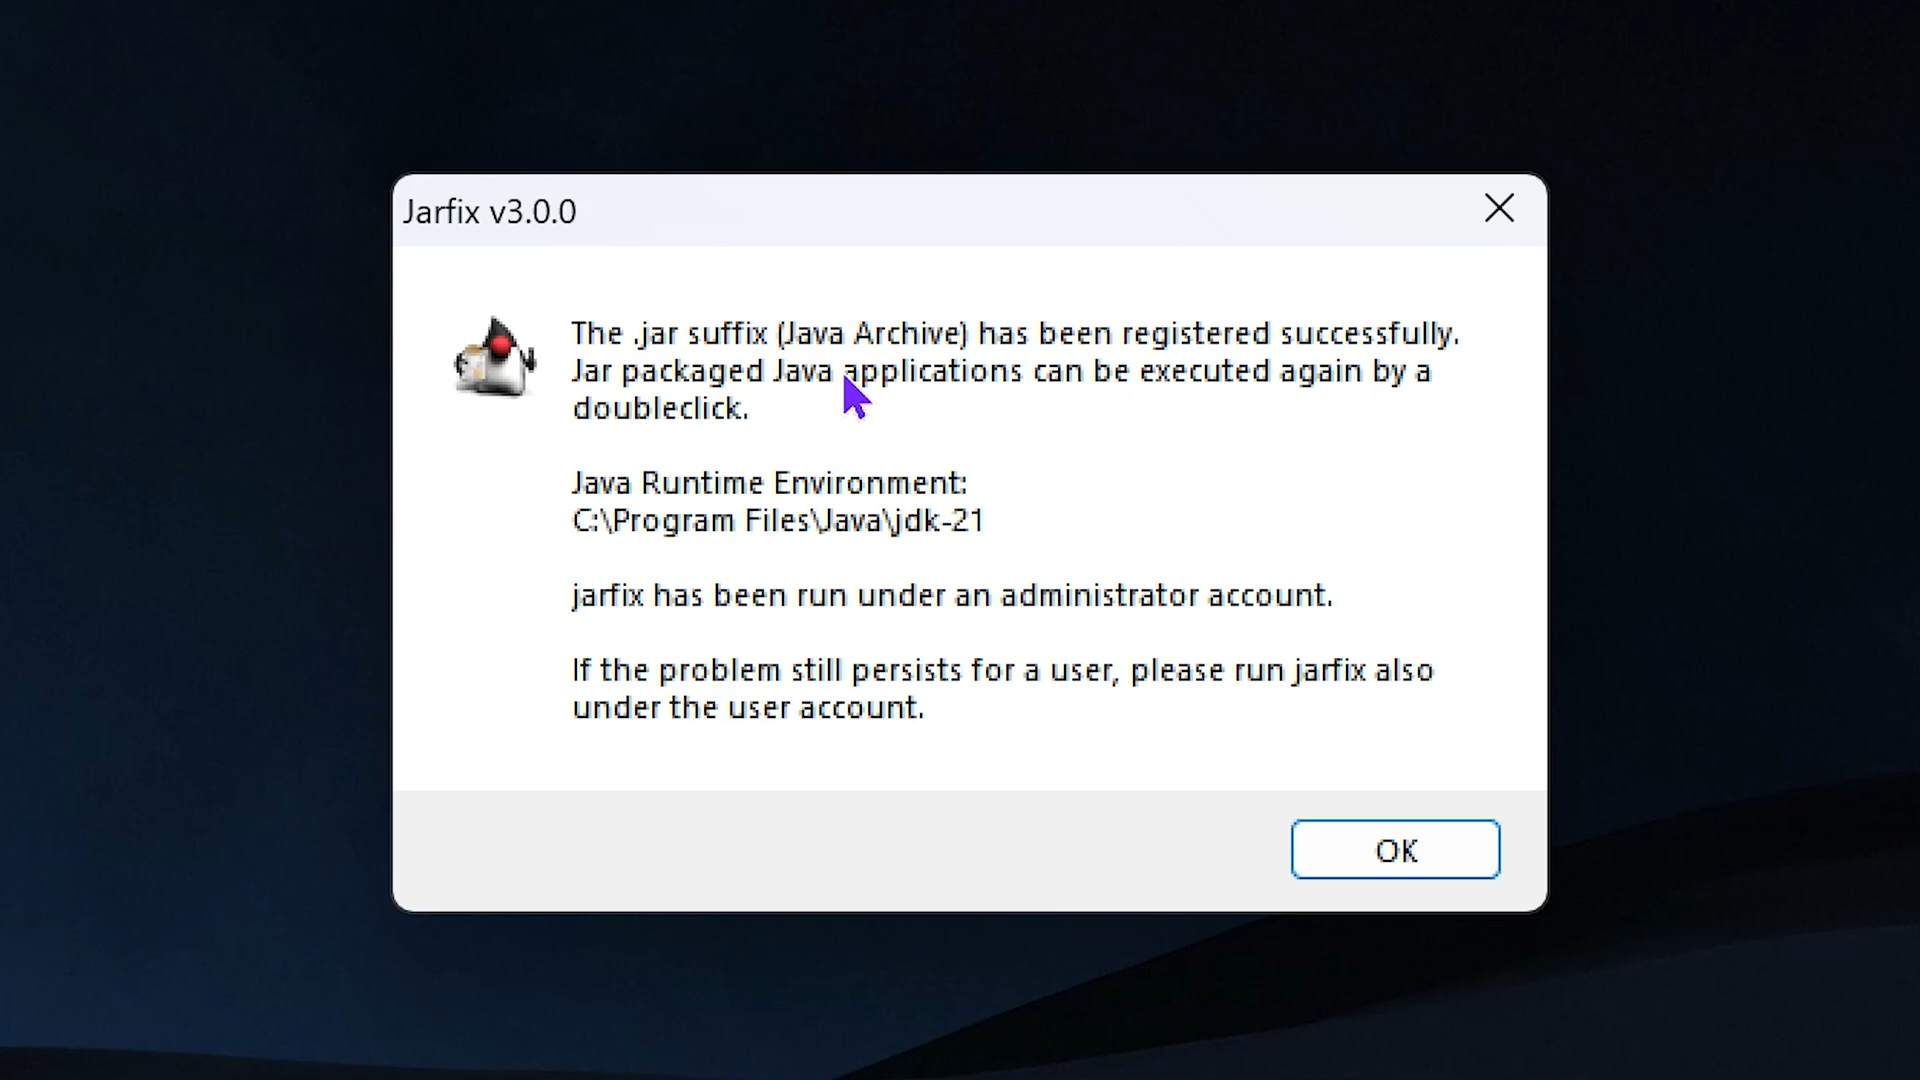 Jarfix v3.0.0
The .jar suffix (Java Archive) has been registered successfully.
Jar packaged Java applications can be executed again by a
doubleclick.
Java Runtime Environment:
C:\Program Files\Java\jdk-21
jarfix has been run under an administrator account.
If the problem still persists for a user, please run jarfix also
under the user account.
OK